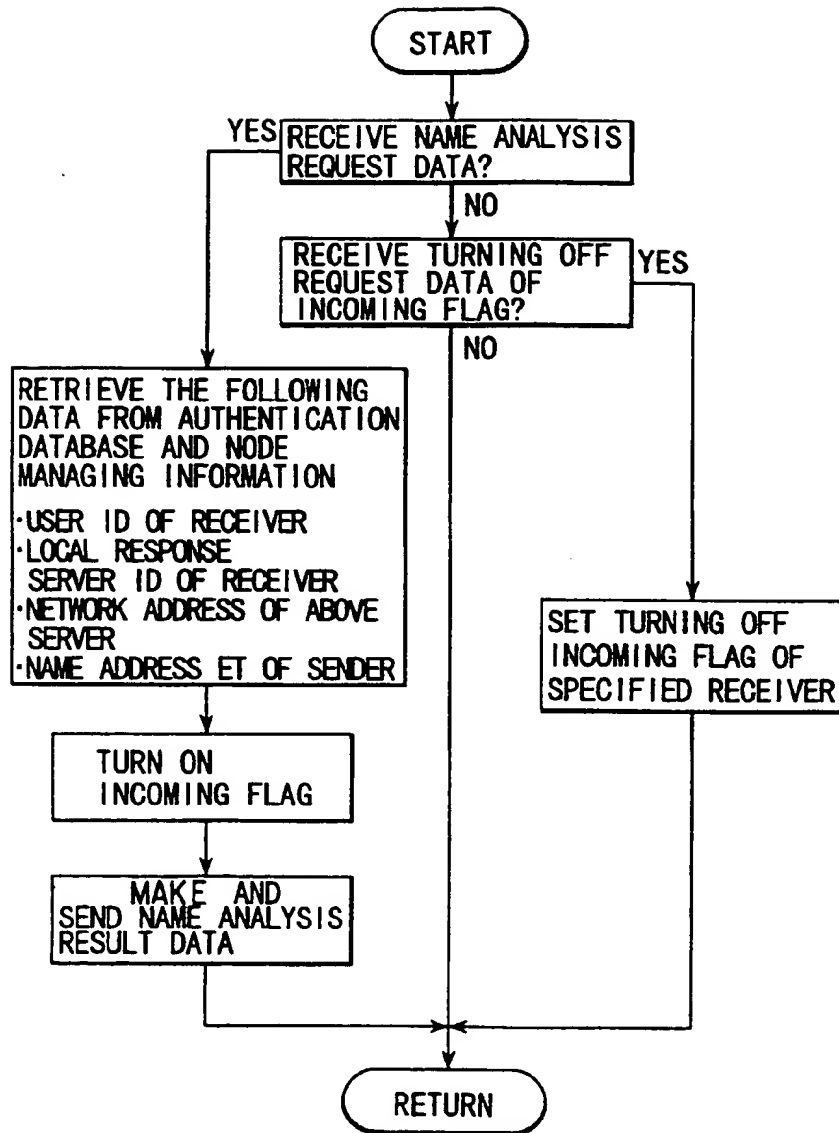 START
YES
RECEIVE NAME ANALYSIS
REQUEST DATA?
NO
RECEIVE TURNING OFF
REQUEST DATA OF
INCOMING FLAG?
YES
NO
RETRIEVE THE FOLLOWING
DATA FROM AUTHENTICATION
DATABASE AND NODE
MANAGING INFORMATION
·USER ID OF RECEIVER
·LOCAL RESPONSE
SERVER ID OF RECEIVER
·NETWORK ADDRESS OF ABOVE
SERVER
·NAME ADDRESS ET OF SENDER
SET TURNING OFF
INCOMING FLAG OF
SPECIFIED RECEIVER
TURN ON
INCOMING FLAG
MAKE AND
SEND NAME ANALYSIS
RESULT DATA
RETURN